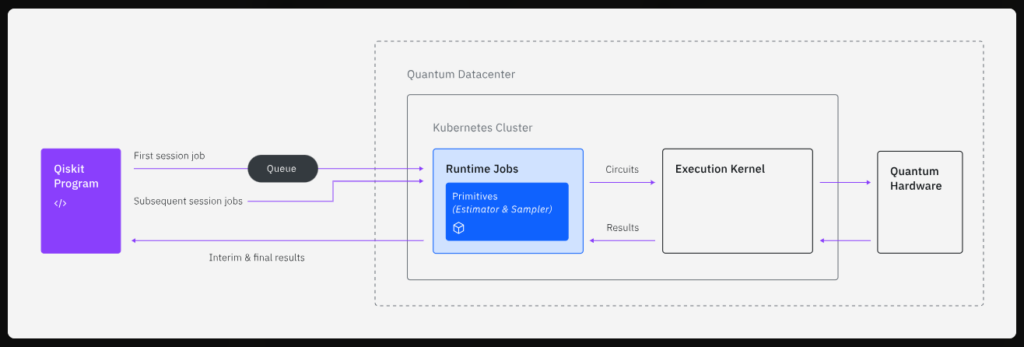 Quantum Datacenter
Kubernetes Cluster
Qiskit
Program
</>
First session job
Queue
Subsequent session jobs
Interim & final results
Runtime Jobs
Primitives
(Estimator & Sampler)
Circuits
Results
Execution Kernel
Quantum
Hardware